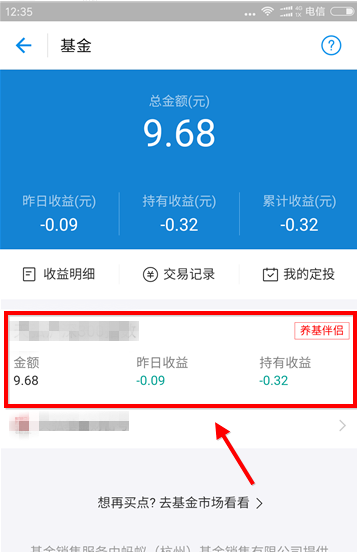 12:35
4G
1X
电信
基金
总金额(元)
9.68
昨日收益(元) 持有收益(元) 累计收益(元)
-0.09 -0.32 -0.32
收益明细 交易记录 我的定投
养基伴侣
金额 昨日收益 持有收益
9.68 -0.09 -0.32
想再买点? 去基金市场看看
基金销售服务由蚂蚁（杭州）基金销售有限公司提供